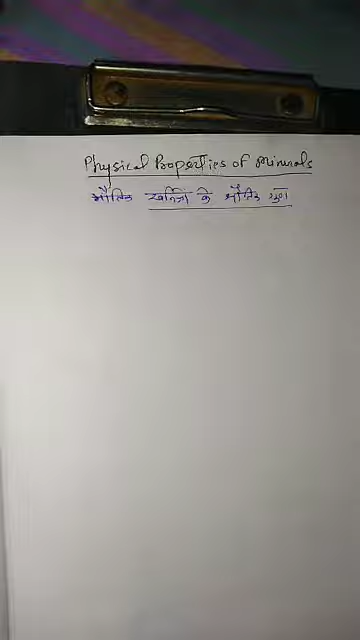 Physical Properties of Minerals
भौतिक खनिजों के भौतिक गुण